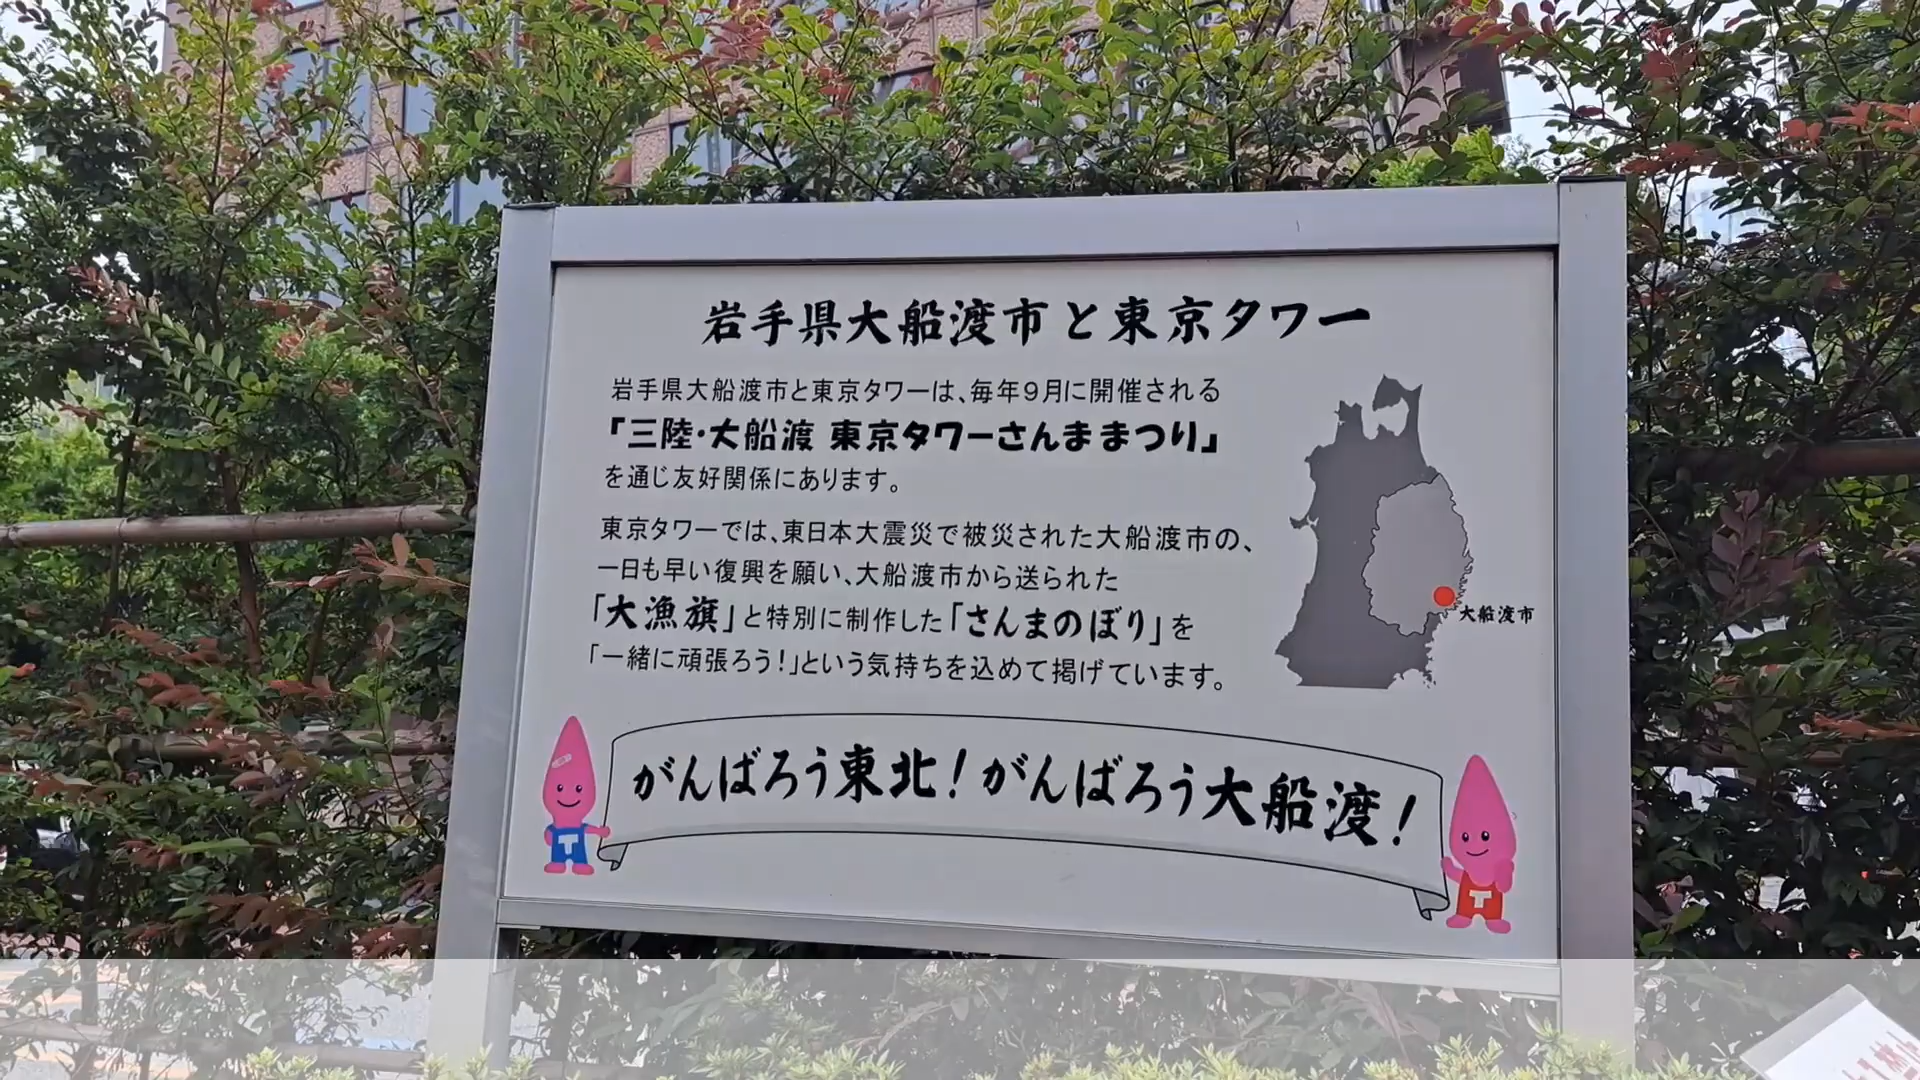 岩手県大船渡市と東京タワー
岩手県大船渡市と東京タワーは、毎年9月に開催される
『三陸・大船渡 東京タワーさんままつり』
を通じ友好関係にあります。
東京タワーでは、東日本大震災で被災された大船渡市の、
一日も早い復興を願い、大船渡市から送られた
「大漁旗」と特別に制作した「さんまのぼり」を
「一緒に頑張ろう！」という気持ちを込めて掲げています。
大船渡市
がんばろう東北！がんばろう大船渡！
T
T